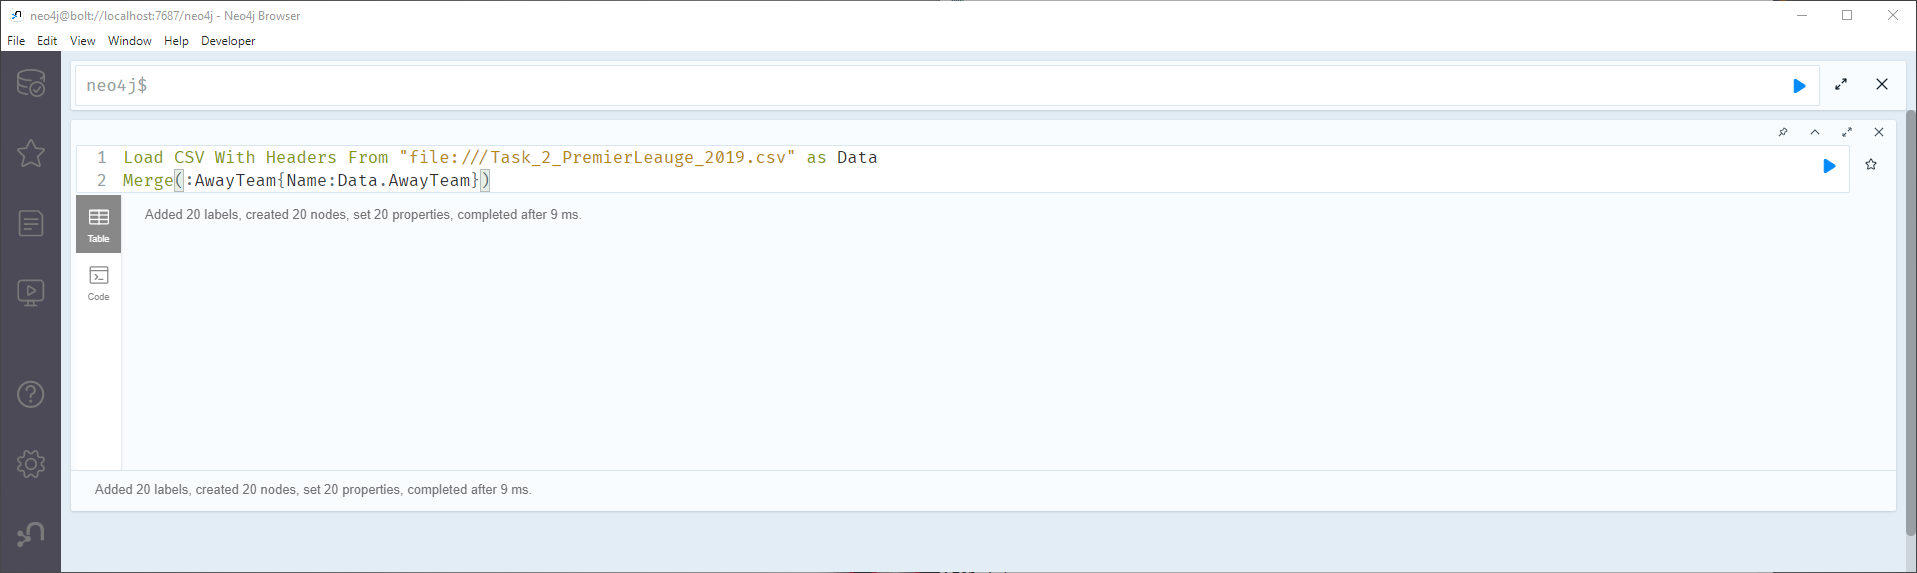 neo4j@bolt://localhost:7687/neo4j - Neo4j Browser
File Edit View Window Help Developer
neo4j$
1 Load CSV With Headers From "file:///Task_2_PremierLeauge_2019.csv" as Data
2 Merge(:AwayTeam{Name:Data.AwayTeam})
Added 20 labels, created 20 nodes, set 20 properties, completed after 9 ms.
Table
Code
Added 20 labels, created 20 nodes, set 20 properties, completed after 9 ms.